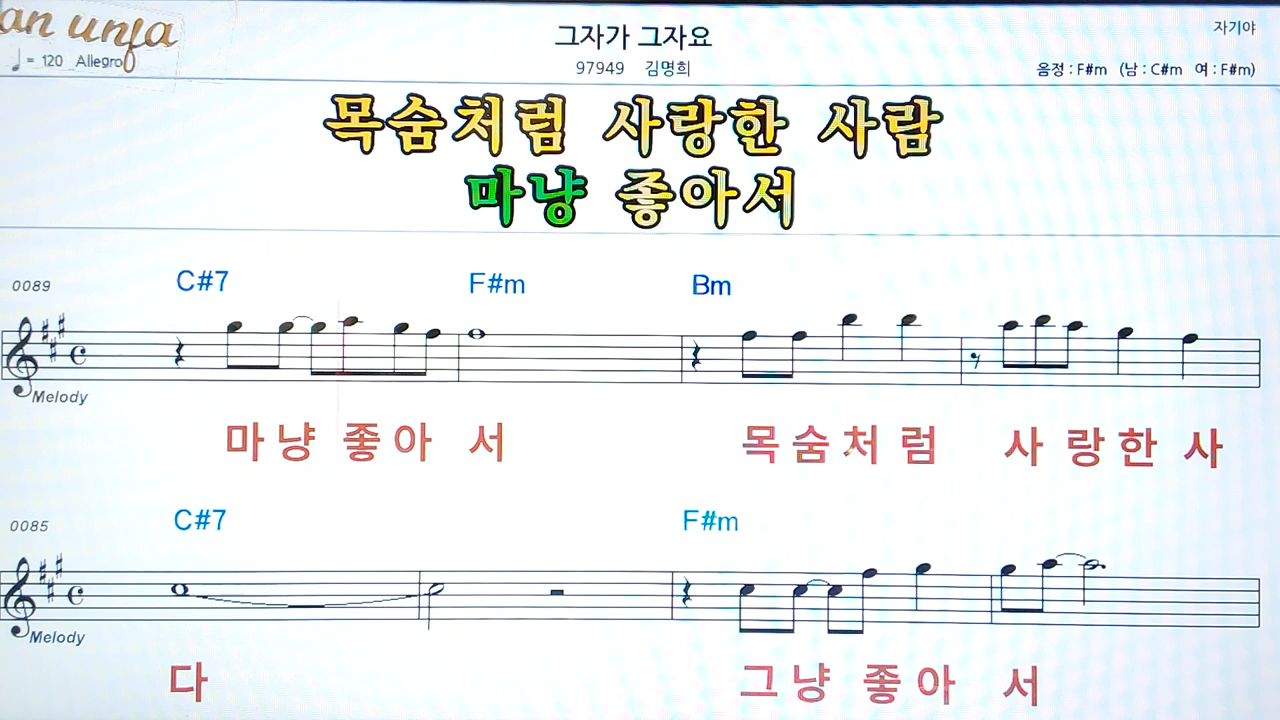 an unja
= 120 Allegro
그자가 그자요
97949 김명희
자기야
음정 : F#m (남 : C#m 여 : F#m)
목숨처럼 사랑한 사람
마냥 좋아서
0089
C#7 F#m Bm
Melody
마냥 좋아 서 목숨처 럼 사 랑한 사
0085
C#7 F#m
Melody
다 그냥 좋아 서